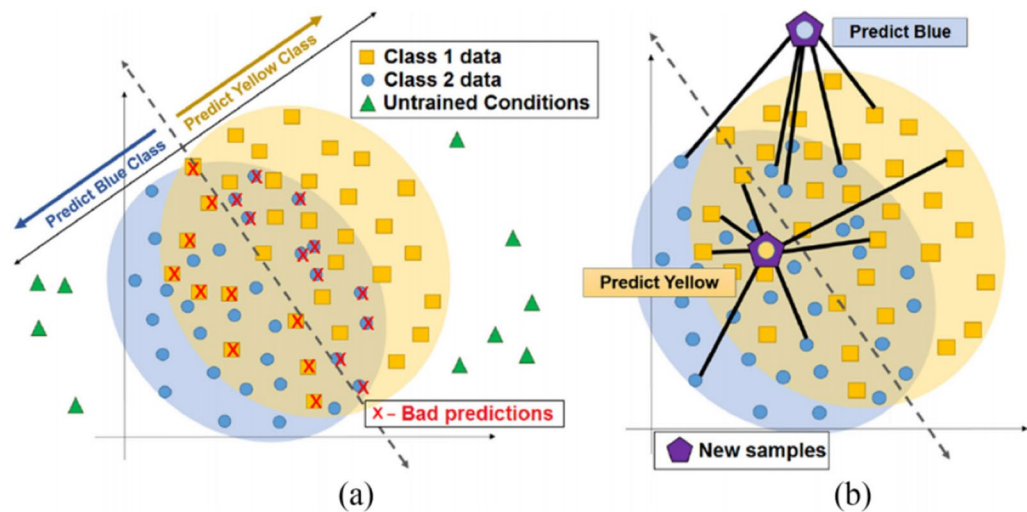 Predict Yellow Class
Predict Blue Class
Class 1 data
Class 2 data
Untrained Conditions
X – Bad predictions
(a)
Predict Blue
Predict Yellow
New samples
(b)